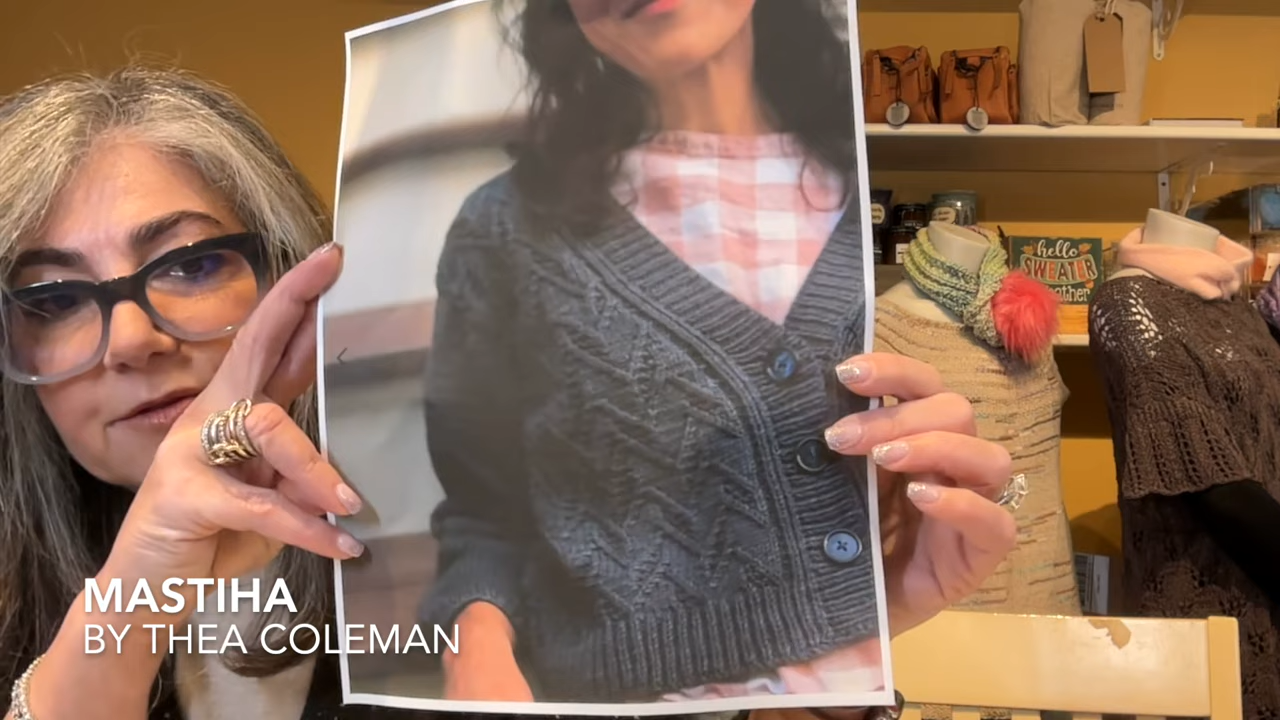 hello
SWEATER
weather
MASTIHA
BY THEA COLEMAN